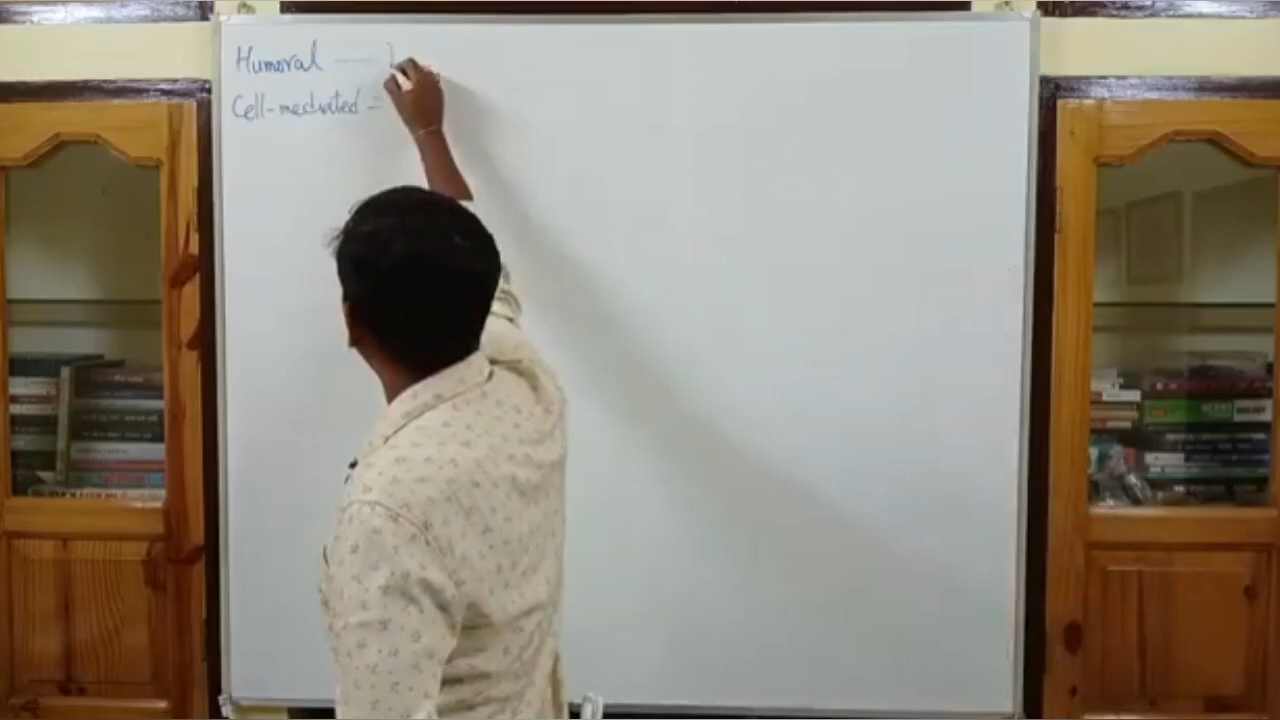 Humoral —
Cell-mediated -